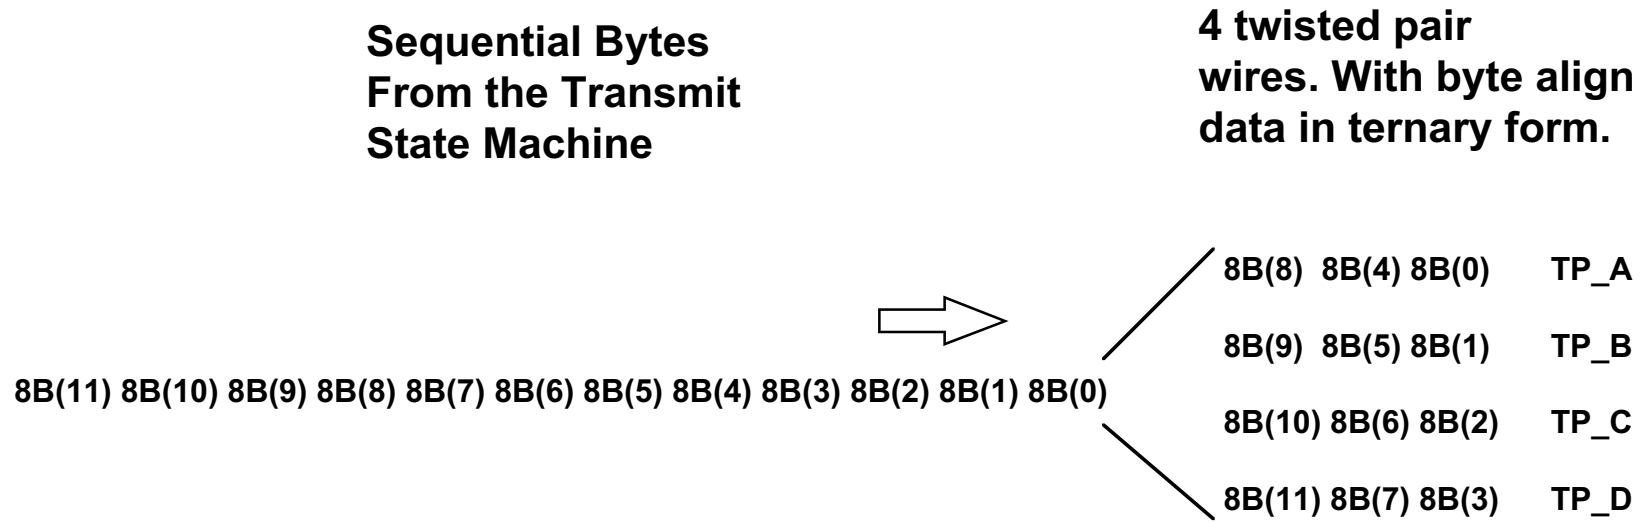 Sequential Bytes
From the Transmit
State Machine
4 twisted pair
wires. With byte align
data in ternary form.
8B(11) 8B(10) 8B(9) 8B(8) 8B(7) 8B(6) 8B(5) 8B(4) 8B(3) 8B(2) 8B(1) 8B(0)
8B(8) 8B(4) 8B(0) TP_A
8B(9) 8B(5) 8B(1) TP_B
8B(10) 8B(6) 8B(2) TP_C
8B(11) 8B(7) 8B(3) TP_D